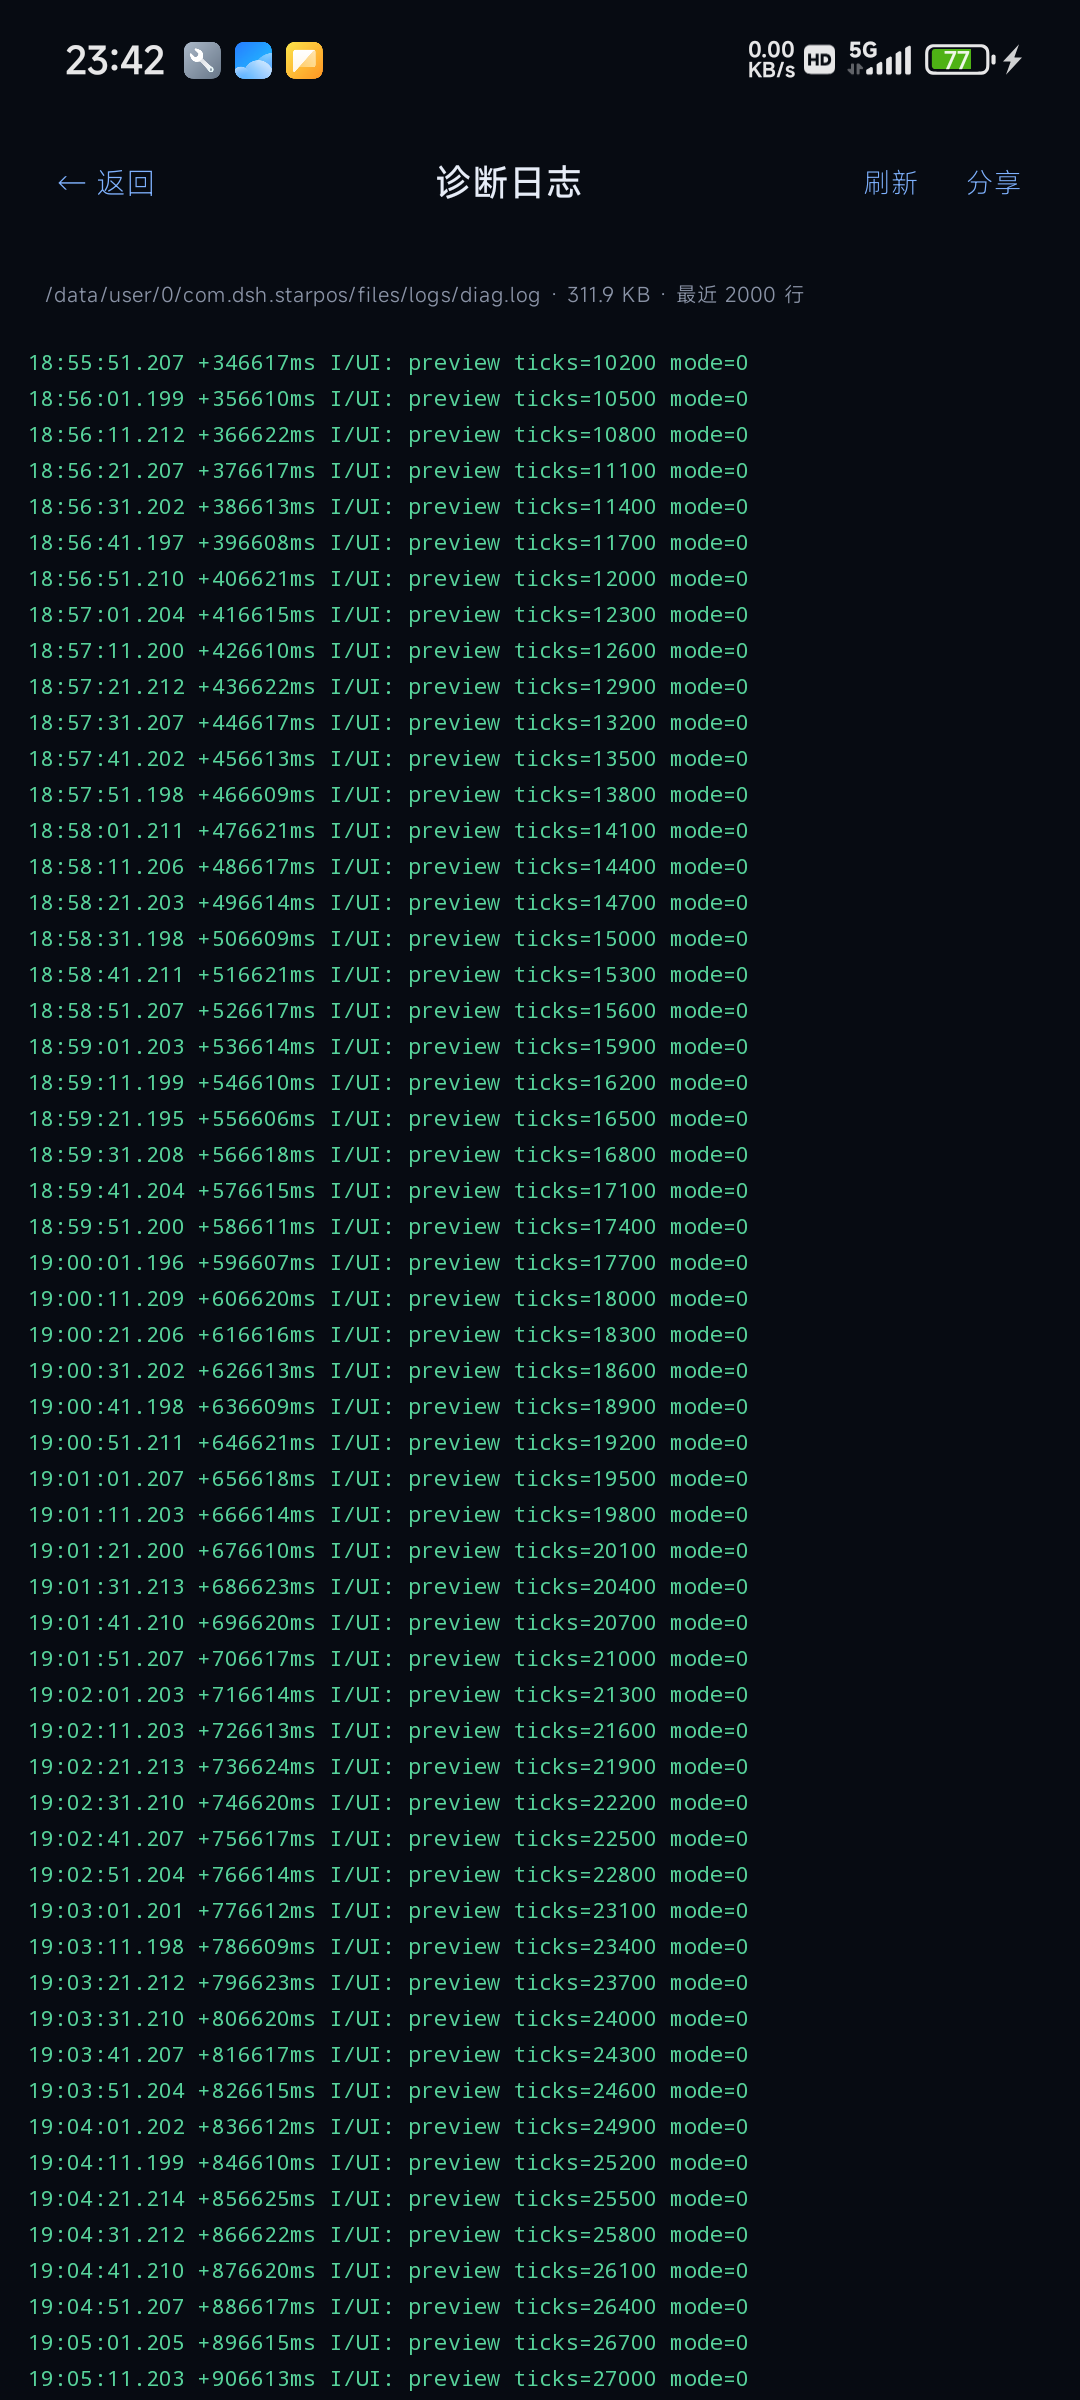 23:42
0.00 KB/s HD 5G 77
← 返回 诊断日志 刷新 分享
/data/user/0/com.dsh.starpos/files/logs/diag.log · 311.9 KB · 最近 2000 行
18:55:51.207 +346617ms I/UI: preview ticks=10200 mode=0
18:56:01.199 +356610ms I/UI: preview ticks=10500 mode=0
18:56:11.212 +366622ms I/UI: preview ticks=10800 mode=0
18:56:21.207 +376617ms I/UI: preview ticks=11100 mode=0
18:56:31.202 +386613ms I/UI: preview ticks=11400 mode=0
18:56:41.197 +396608ms I/UI: preview ticks=11700 mode=0
18:56:51.210 +406621ms I/UI: preview ticks=12000 mode=0
18:57:01.204 +416615ms I/UI: preview ticks=12300 mode=0
18:57:11.200 +426610ms I/UI: preview ticks=12600 mode=0
18:57:21.212 +436622ms I/UI: preview ticks=12900 mode=0
18:57:31.207 +446617ms I/UI: preview ticks=13200 mode=0
18:57:41.202 +456613ms I/UI: preview ticks=13500 mode=0
18:57:51.198 +466609ms I/UI: preview ticks=13800 mode=0
18:58:01.211 +476621ms I/UI: preview ticks=14100 mode=0
18:58:11.206 +486617ms I/UI: preview ticks=14400 mode=0
18:58:21.203 +496614ms I/UI: preview ticks=14700 mode=0
18:58:31.198 +506609ms I/UI: preview ticks=15000 mode=0
18:58:41.211 +516621ms I/UI: preview ticks=15300 mode=0
18:58:51.207 +526617ms I/UI: preview ticks=15600 mode=0
18:59:01.203 +536614ms I/UI: preview ticks=15900 mode=0
18:59:11.199 +546610ms I/UI: preview ticks=16200 mode=0
18:59:21.195 +556606ms I/UI: preview ticks=16500 mode=0
18:59:31.208 +566618ms I/UI: preview ticks=16800 mode=0
18:59:41.204 +576615ms I/UI: preview ticks=17100 mode=0
18:59:51.200 +586611ms I/UI: preview ticks=17400 mode=0
19:00:01.196 +596607ms I/UI: preview ticks=17700 mode=0
19:00:11.209 +606620ms I/UI: preview ticks=18000 mode=0
19:00:21.206 +616616ms I/UI: preview ticks=18300 mode=0
19:00:31.202 +626613ms I/UI: preview ticks=18600 mode=0
19:00:41.198 +636609ms I/UI: preview ticks=18900 mode=0
19:00:51.211 +646621ms I/UI: preview ticks=19200 mode=0
19:01:01.207 +656618ms I/UI: preview ticks=19500 mode=0
19:01:11.203 +666614ms I/UI: preview ticks=19800 mode=0
19:01:21.200 +676610ms I/UI: preview ticks=20100 mode=0
19:01:31.213 +686623ms I/UI: preview ticks=20400 mode=0
19:01:41.210 +696620ms I/UI: preview ticks=20700 mode=0
19:01:51.207 +706617ms I/UI: preview ticks=21000 mode=0
19:02:01.203 +716614ms I/UI: preview ticks=21300 mode=0
19:02:11.203 +726613ms I/UI: preview ticks=21600 mode=0
19:02:21.213 +736624ms I/UI: preview ticks=21900 mode=0
19:02:31.210 +746620ms I/UI: preview ticks=22200 mode=0
19:02:41.207 +756617ms I/UI: preview ticks=22500 mode=0
19:02:51.204 +766614ms I/UI: preview ticks=22800 mode=0
19:03:01.201 +776612ms I/UI: preview ticks=23100 mode=0
19:03:11.198 +786609ms I/UI: preview ticks=23400 mode=0
19:03:21.212 +796623ms I/UI: preview ticks=23700 mode=0
19:03:31.210 +806620ms I/UI: preview ticks=24000 mode=0
19:03:41.207 +816617ms I/UI: preview ticks=24300 mode=0
19:03:51.204 +826615ms I/UI: preview ticks=24600 mode=0
19:04:01.202 +836612ms I/UI: preview ticks=24900 mode=0
19:04:11.199 +846610ms I/UI: preview ticks=25200 mode=0
19:04:21.214 +856625ms I/UI: preview ticks=25500 mode=0
19:04:31.212 +866622ms I/UI: preview ticks=25800 mode=0
19:04:41.210 +876620ms I/UI: preview ticks=26100 mode=0
19:04:51.207 +886617ms I/UI: preview ticks=26400 mode=0
19:05:01.205 +896615ms I/UI: preview ticks=26700 mode=0
19:05:11.203 +906613ms I/UI: preview ticks=27000 mode=0